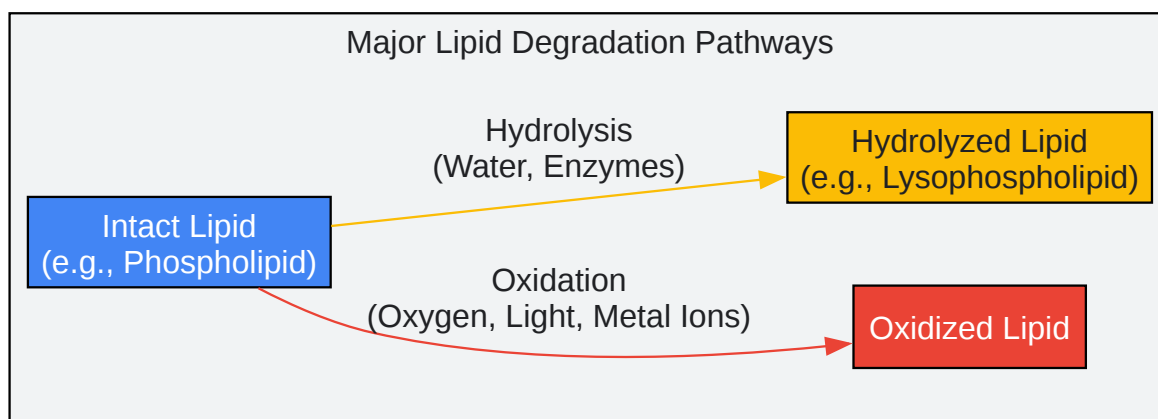 Major Lipid Degradation Pathways
Hydrolysis
(Water, Enzymes)
Hydrolyzed Lipid
(e.g., Lysophospholipid)
Intact Lipid
(e.g., Phospholipid)
Oxidation
(Oxygen, Light, Metal Ions)
Oxidized Lipid